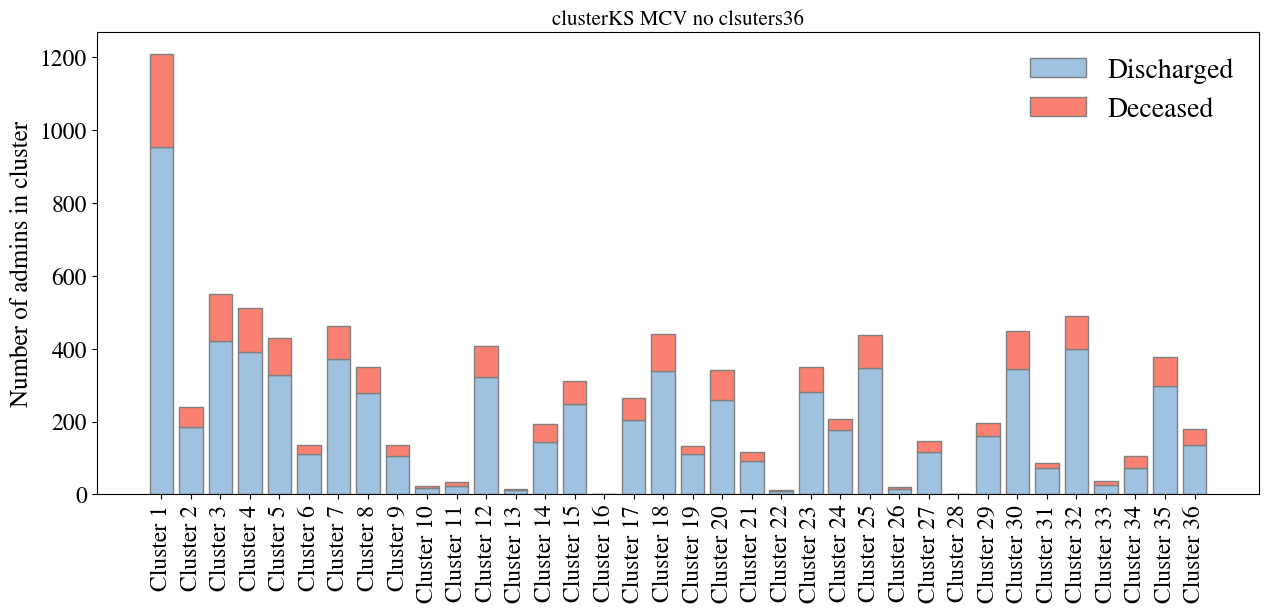 clusterKS MCV no clsuters36
Number of admins in cluster
1200
1000
800
600
400
200
0
Discharged
Deceased
Cluster 1
Cluster 2
Cluster 3
Cluster 4
Cluster 5
Cluster 6
Cluster 7
Cluster 8
Cluster 9
Cluster 10
Cluster 11
Cluster 12
Cluster 13
Cluster 14
Cluster 15
Cluster 16
Cluster 17
Cluster 18
Cluster 19
Cluster 20
Cluster 21
Cluster 22
Cluster 23
Cluster 24
Cluster 25
Cluster 26
Cluster 27
Cluster 28
Cluster 29
Cluster 30
Cluster 31
Cluster 32
Cluster 33
Cluster 34
Cluster 35
Cluster 36